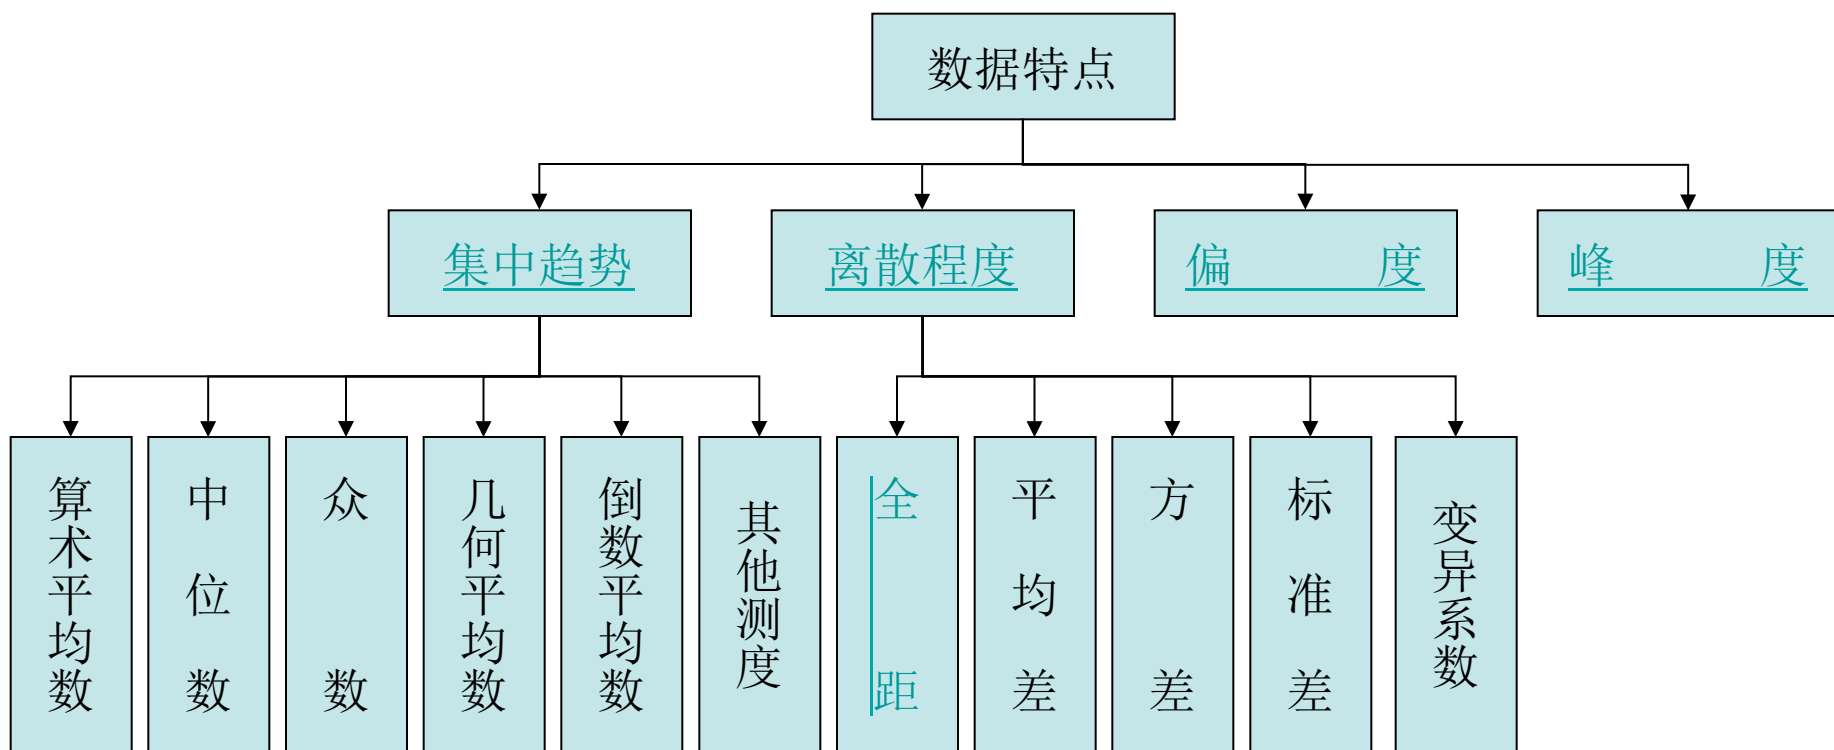 数据特点
集中趋势
离散程度
偏 度
峰 度
算术平均数
中位数
众数
几何平均数
倒数平均数
其他测度
全距
平均差
方差
标准差
变异系数